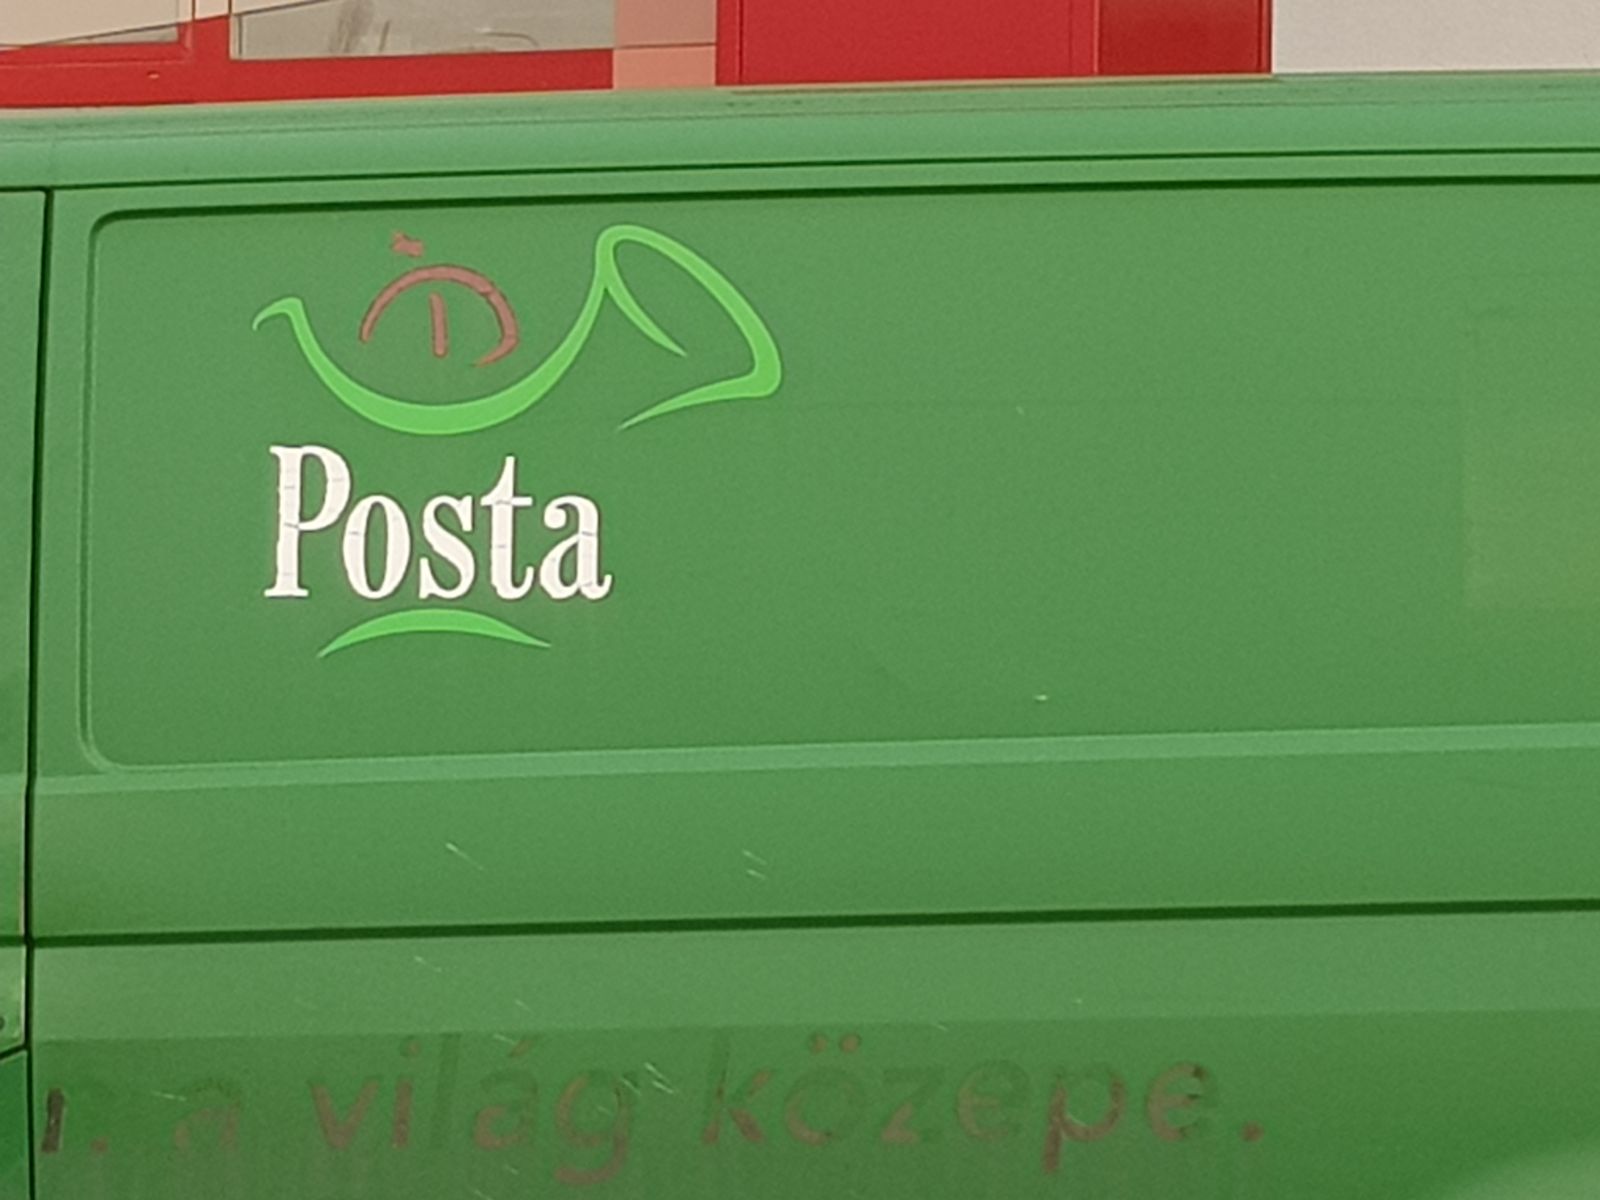 Posta
a világ közepe.